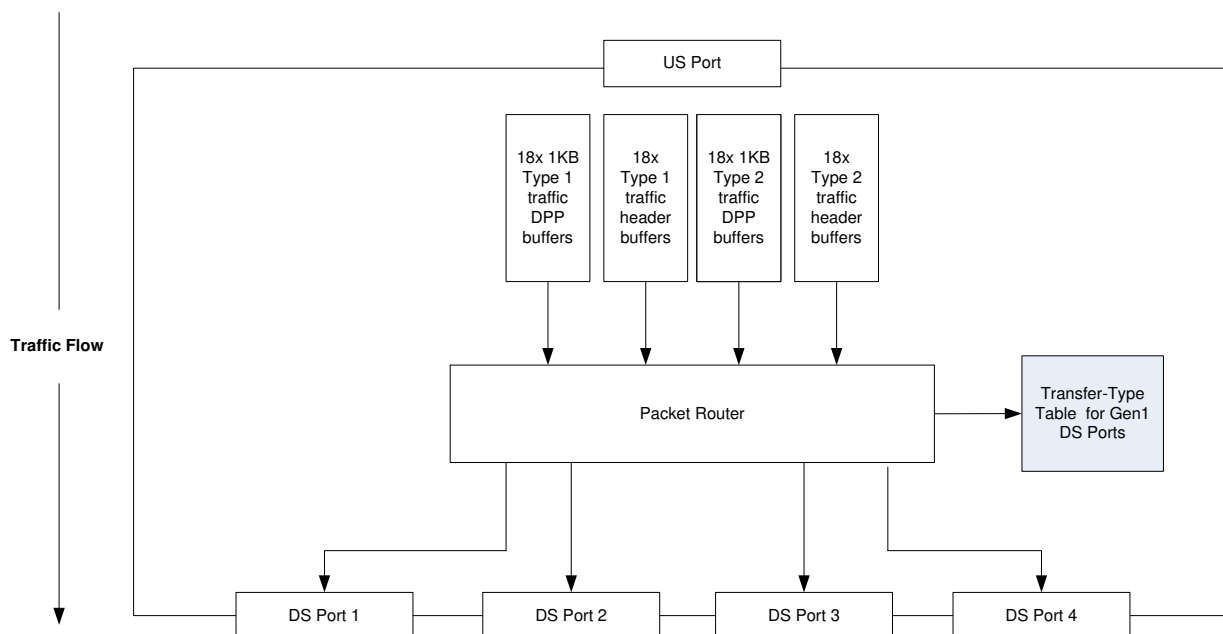 US Port
18x 1KB
Type 1
traffic
DPP
buffers
18x
Type 1
traffic
header
buffers
18x 1KB
Type 2
traffic
DPP
buffers
18x
Type 2
traffic
header
buffers
Traffic Flow
Packet Router
Transfer-Type
Table for Gen1
DS Ports
DS Port 1
DS Port 2
DS Port 3
DS Port 4